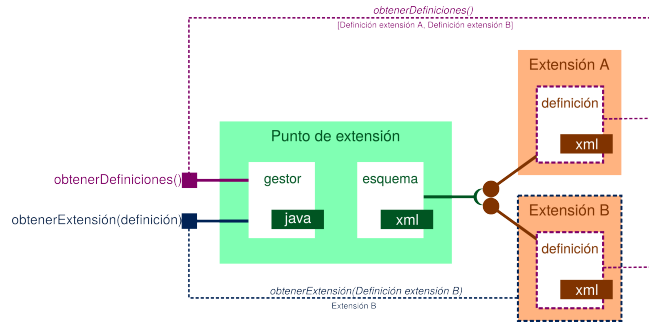 obtenerDefiniciones()
[Definición extensión A, Definición extensión B]
Extensión A
definición
xml
Punto de extensión
gestor
esquema
java
xml
obtenerDefiniciones()
obtenerExtensión(definición)
Extensión B
definición
xml
obtenerExtensión(Definición extensión B)
Extensión B